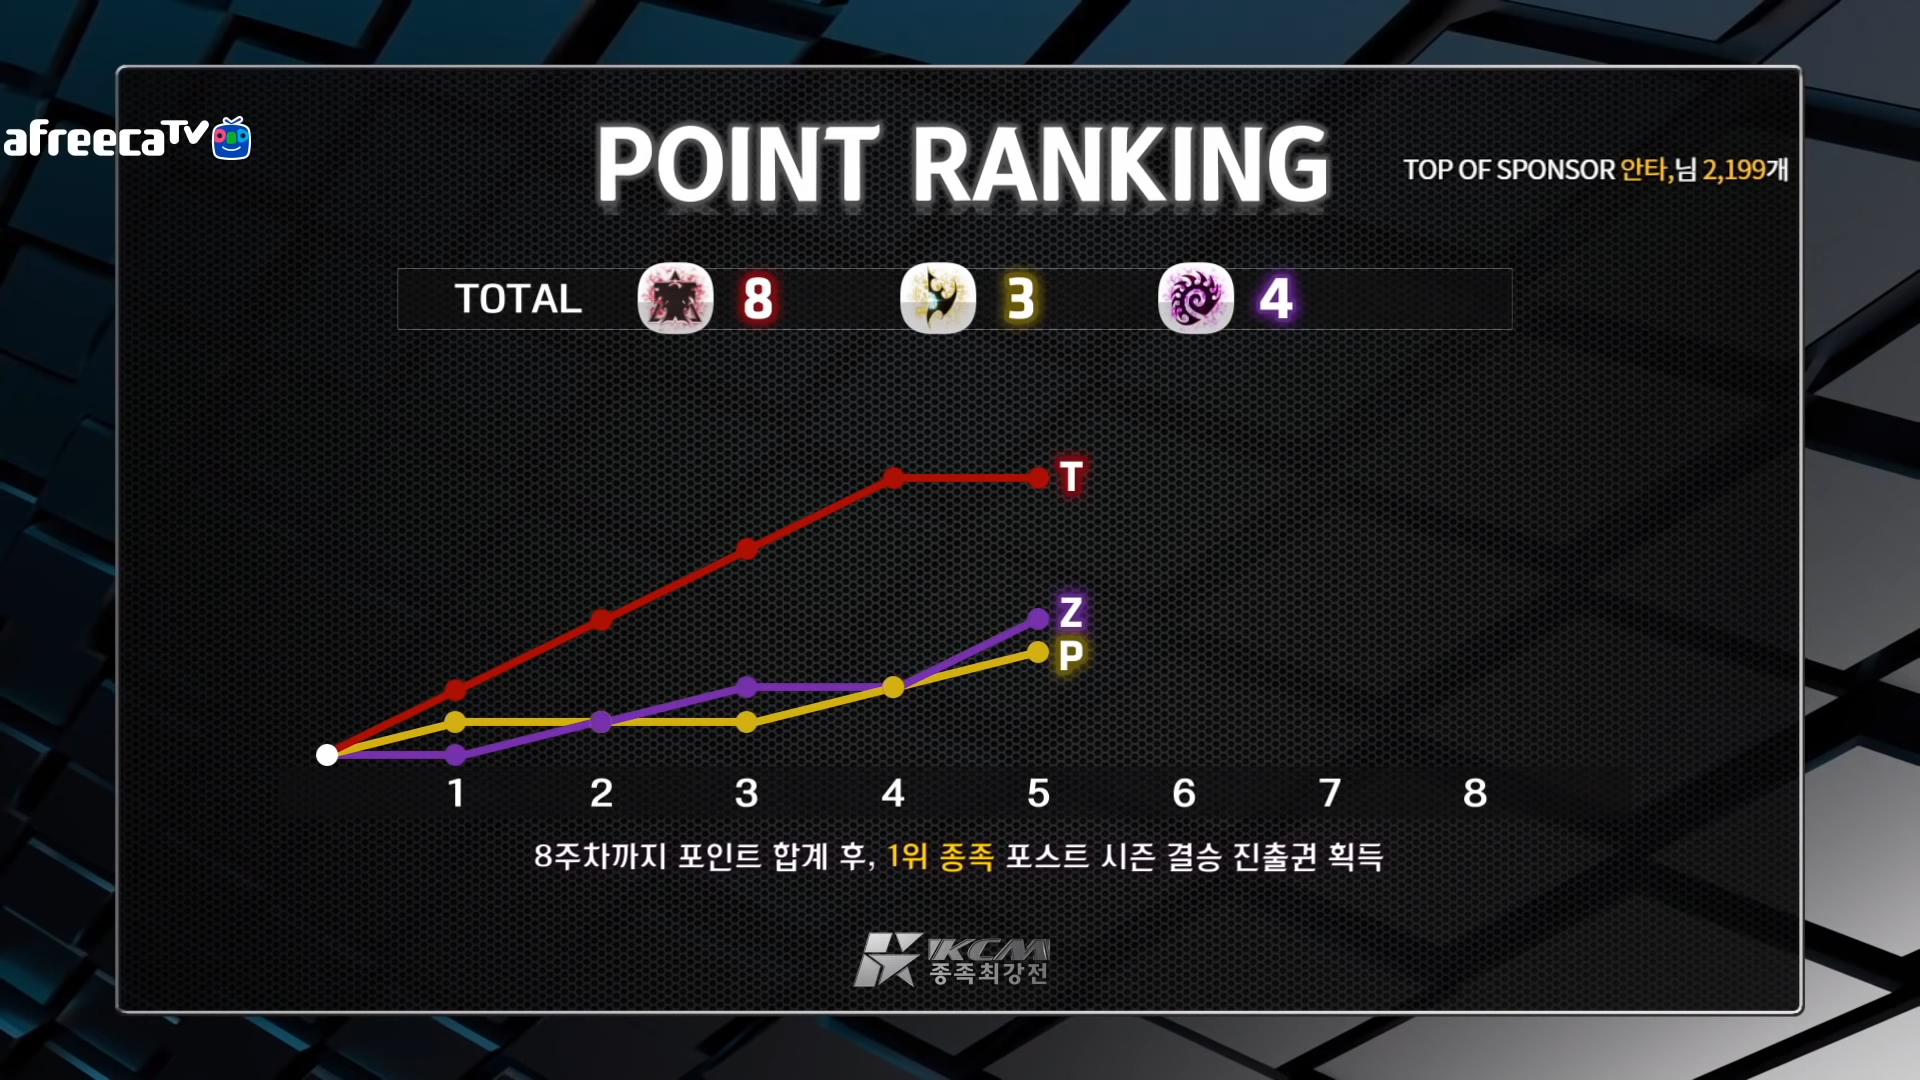 afreecaTV
POINT RANKING
TOP OF SPONSOR 안타,님 2,199개
TOTAL 8 3 4
T
Z
P
1 2 3 4 5 6 7 8
8주차까지 포인트 합계 후, 1위 종족 포스트 시즌 결승 진출권 획득
KCM
종족최강전